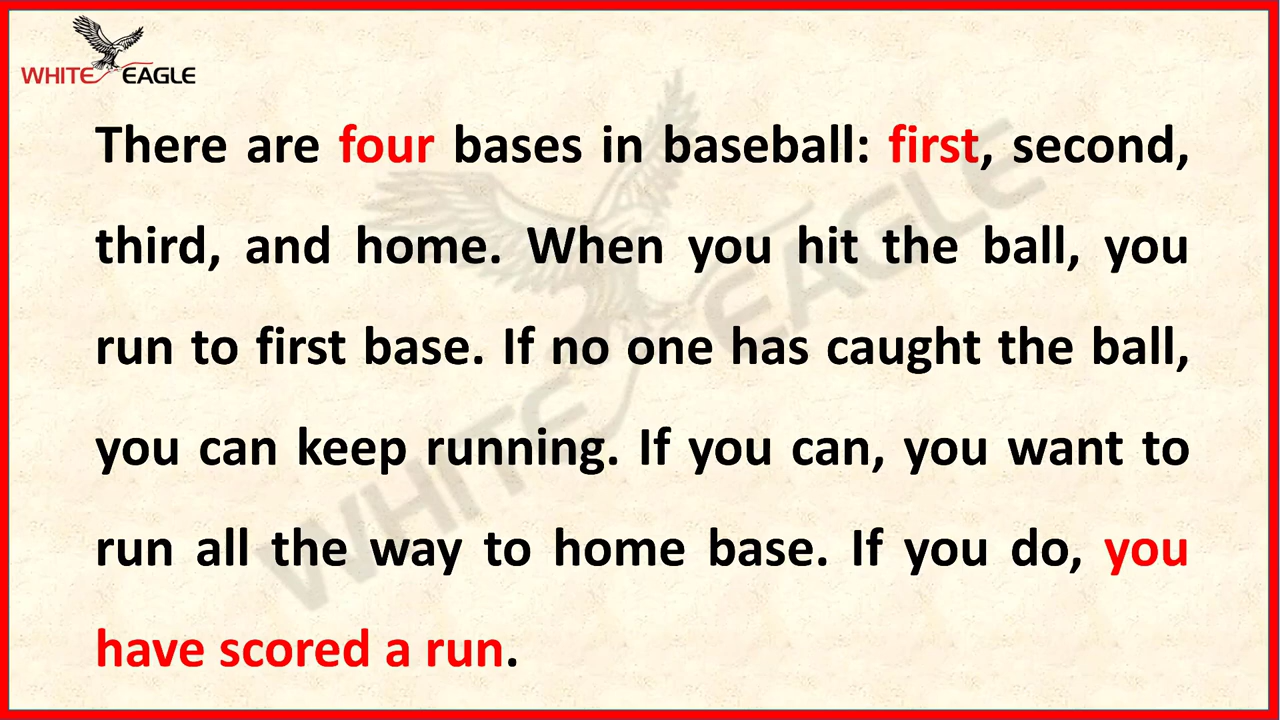 WHITE EAGLE
There are four bases in baseball: first, second,
third, and home. When you hit the ball, you
run to first base. If no one has caught the ball,
you can keep running. If you can, you want to
run all the way to home base. If you do, you
have scored a run.
WHITE EAGLE